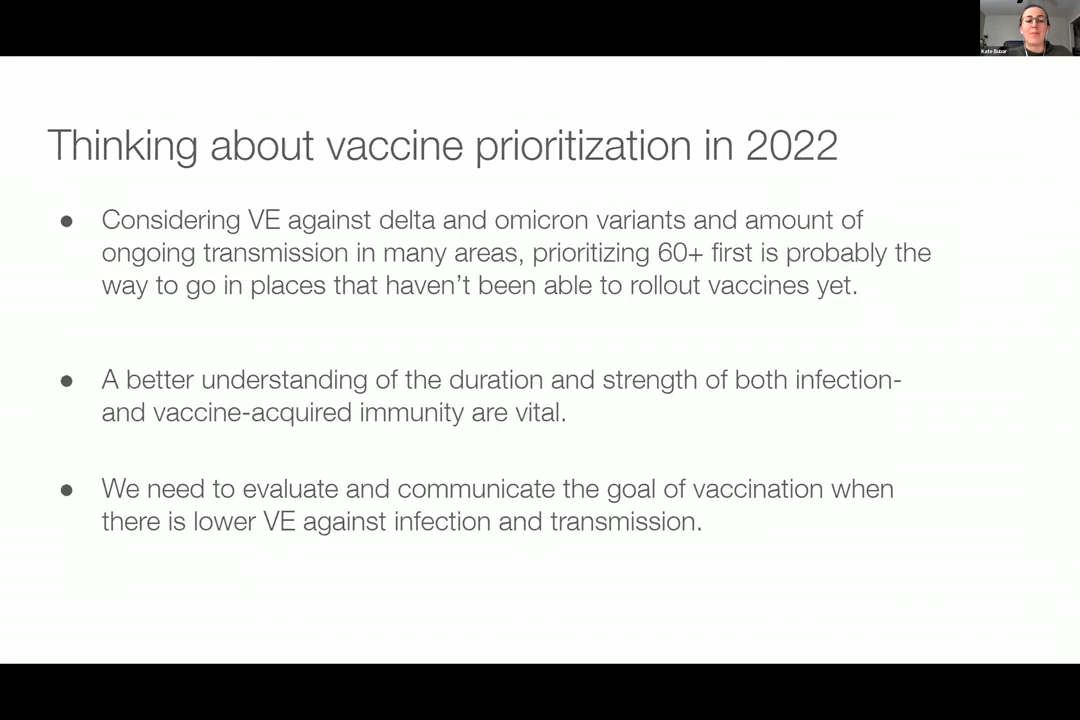 Kate Bubar
Thinking about vaccine prioritization in 2022
● Considering VE against delta and omicron variants and amount of
ongoing transmission in many areas, prioritizing 60+ first is probably the
way to go in places that haven’t been able to rollout vaccines yet.
● A better understanding of the duration and strength of both infection-
and vaccine-acquired immunity are vital.
● We need to evaluate and communicate the goal of vaccination when
there is lower VE against infection and transmission.